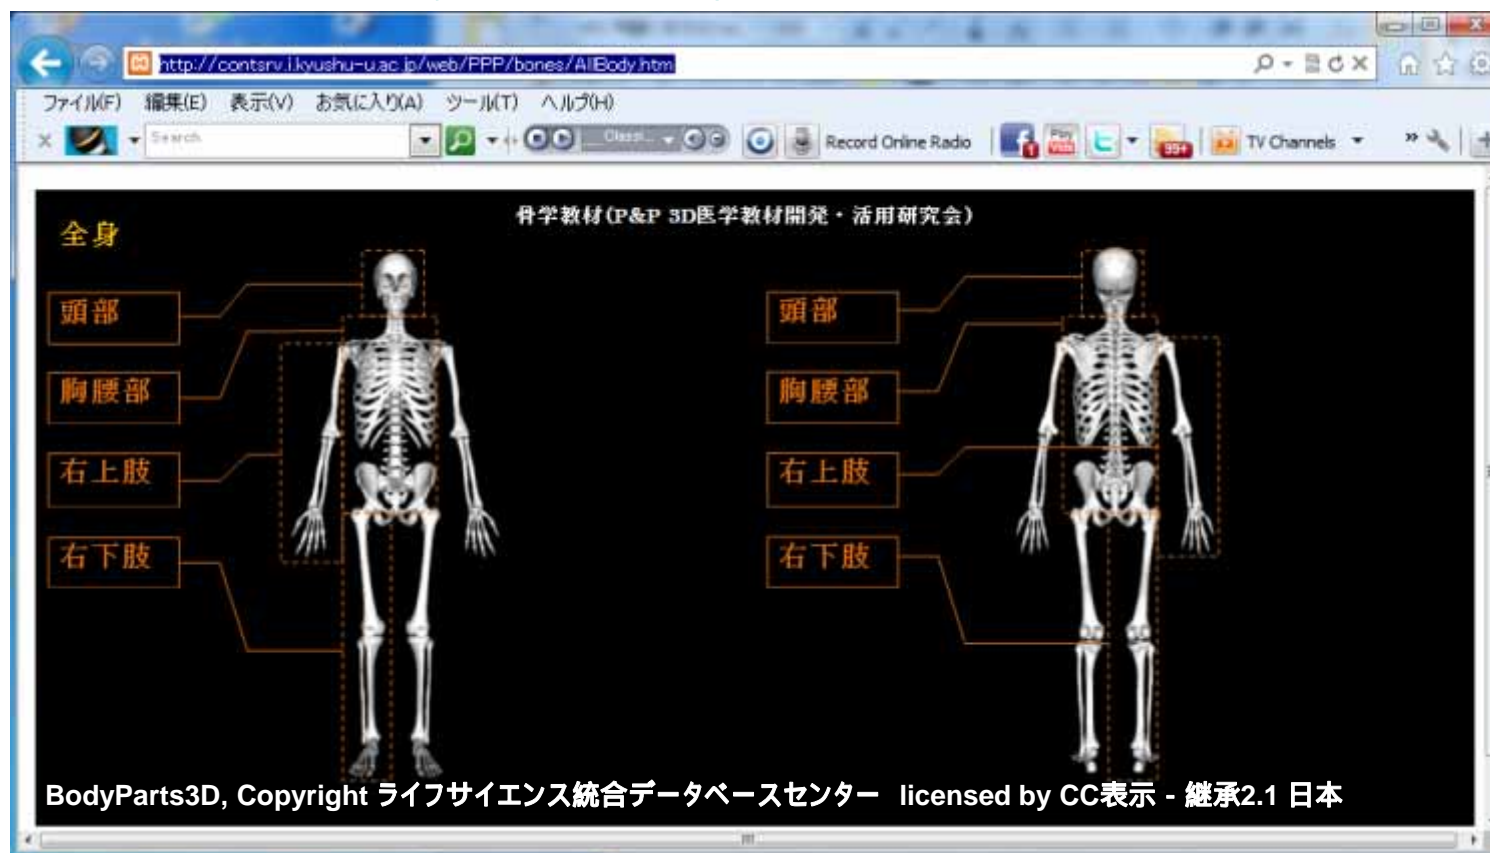 http://contsrv.i.kyushu-u.ac.jp/web/PPP/bones/AllBody.htm
ファイル(F) 編集(E) 表示(V) お気に入り(A) ツール(T) ヘルプ(H)
Search Record Online Radio 1 99+ TV Channels
骨学教材(P&P 3D医学教材開発・活用研究会)
全身
頭部
胸腰部
右上肢
右下肢
頭部
胸腰部
右上肢
右下肢
BodyParts3D, Copyright ライフサイエンス統合データベースセンター licensed by CC表示 - 継承2.1 日本